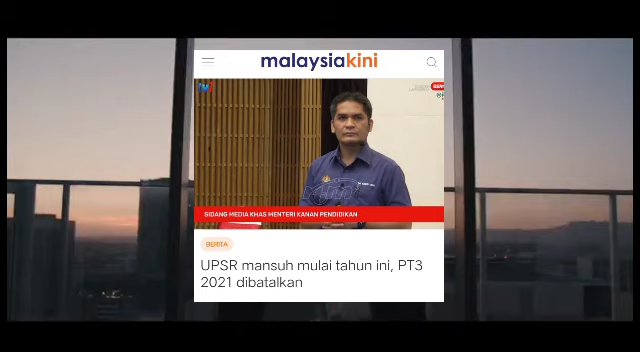 malaysiakini
SIDANG MEDIA KHAS MENTERI KANAN PENDIDIKAN
BERITA
UPSR mansuh mulai tahun ini, PT3
2021 dibatalkan